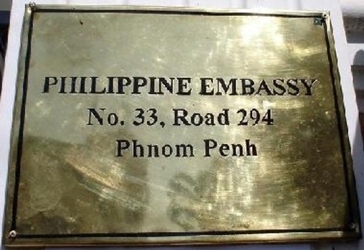 PHILIPPINE EMBASSY
No. 33, Road 294
Phnom Penh